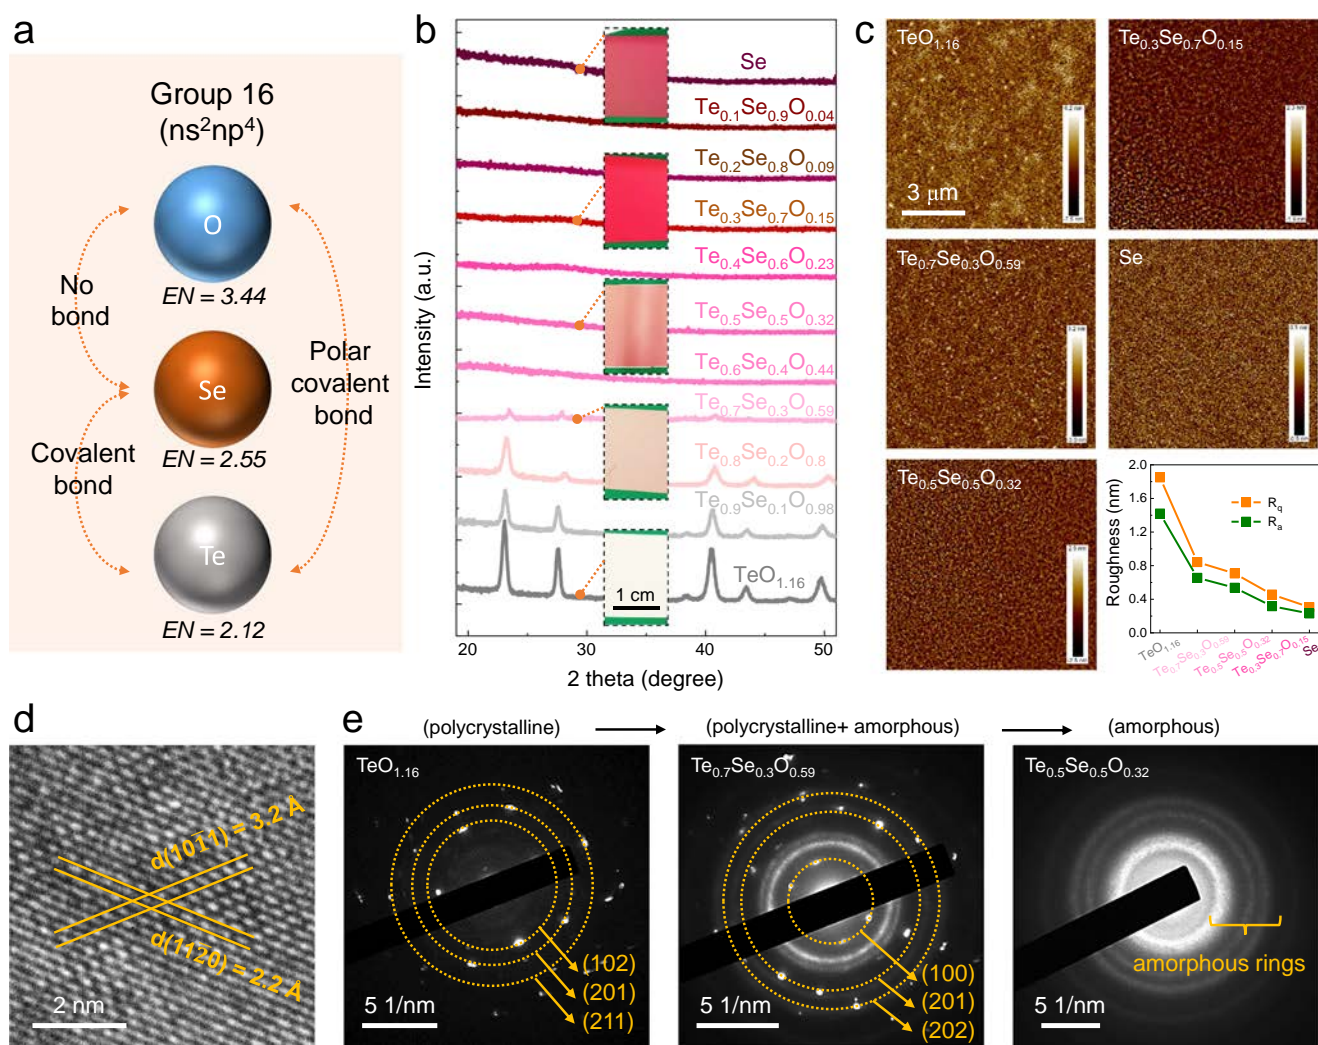 a
Group 16
(ns²np⁴)
O
EN = 3.44
No
bond
Se
EN = 2.55
Polar
covalent
bond
Covalent
bond
Te
EN = 2.12
b
Intensity (a.u.)
Se
Te₀.₁Se₀.₉O₀.₀₄
Te₀.₂Se₀.₈O₀.₀₉
Te₀.₃Se₀.₇O₀.₁₅
Te₀.₄Se₀.₆O₀.₂₃
Te₀.₅Se₀.₅O₀.₃₂
Te₀.₆Se₀.₄O₀.₄₄
Te₀.₇Se₀.₃O₀.₅₉
Te₀.₈Se₀.₂O₀.₈
Te₀.₉Se₀.₁O₀.₉₈
TeO₁.₁₆
1 cm
20 30 40 50
2 theta (degree)
c
TeO₁.₁₆
3 μm
Te₀.₃Se₀.₇O₀.₁₅
Te₀.₇Se₀.₃O₀.₅₉
Se
Te₀.₅Se₀.₅O₀.₃₂
Roughness (nm)
2.0
1.6
1.2
0.8
0.4
0.0
R_q
R_a
TeO₁.₁₆
Te₀.₇Se₀.₃O₀.₅₉
Te₀.₅Se₀.₅O₀.₃₂
Te₀.₃Se₀.₇O₀.₁₅
Se
d
d(101̄1) = 3.2 Å
d(112̄0) = 2.2 Å
2 nm
e
(polycrystalline)
(polycrystalline+ amorphous)
(amorphous)
TeO₁.₁₆
(102)
(201)
(211)
5 1/nm
Te₀.₇Se₀.₃O₀.₅₉
(100)
(201)
(202)
5 1/nm
Te₀.₅Se₀.₅O₀.₃₂
amorphous rings
5 1/nm